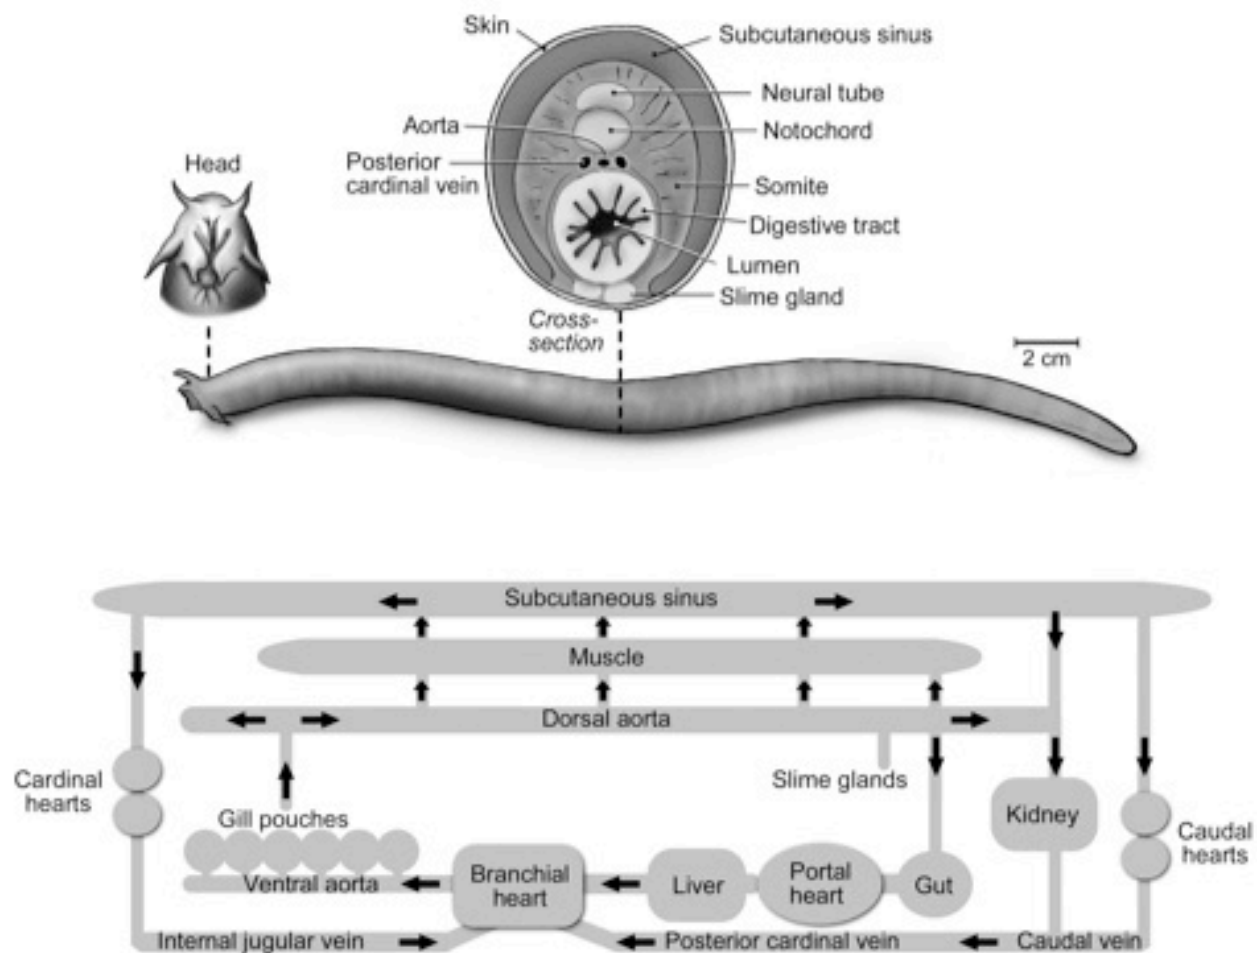 Skin
Subcutaneous sinus
Neural tube
Aorta
Notochord
Head
Posterior
cardinal vein
Somite
Digestive tract
Lumen
Slime gland
Cross-
section
2 cm
Subcutaneous sinus
Muscle
Dorsal aorta
Cardinal
hearts
Slime glands
Gill pouches
Kidney
Caudal
hearts
Ventral aorta
Branchial
heart
Liver
Portal
heart
Gut
Internal jugular vein
Posterior cardinal vein
Caudal vein